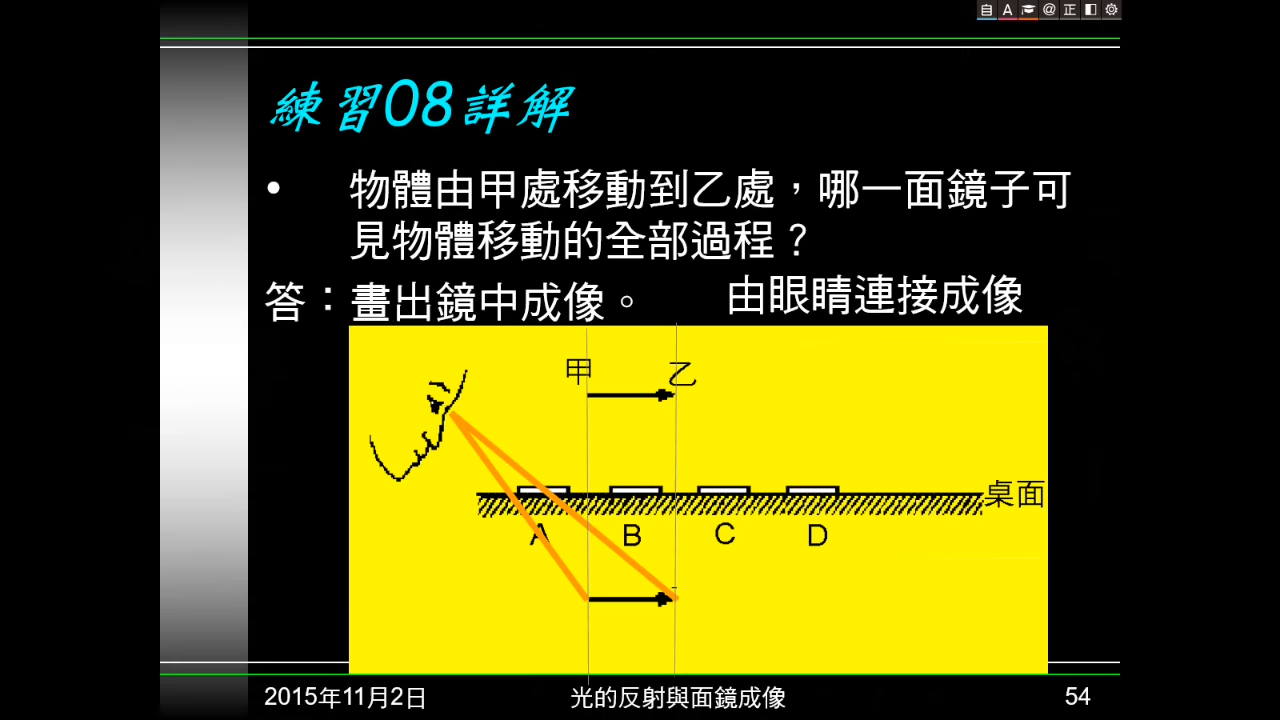 自 A @ 正
練習08詳解
• 物體由甲處移動到乙處，哪一面鏡子可
見物體移動的全部過程？
答：畫出鏡中成像。 由眼睛連接成像
甲 乙
桌面
A B C D
2015年11月2日 光的反射與面鏡成像 54